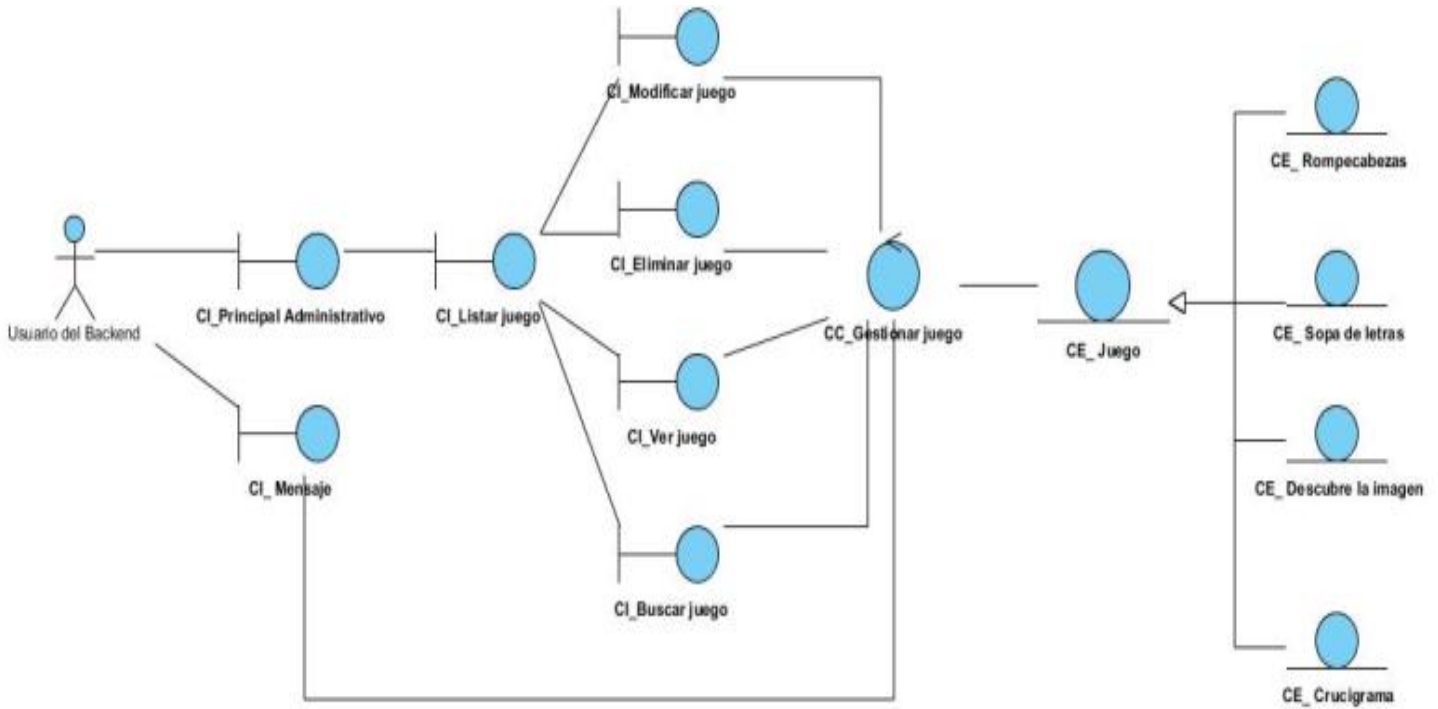 CI_Modificar juego
CE_ Rompecabezas
CI_Eliminar juego
Usuario del Backend
CI_Principal Administrativo
CI_Listar juego
CC_Gestionar juego
CE_ Juego
CE_ Sopa de letras
CI_Ver juego
CI_ Mensaje
CE_ Descubre la imagen
CI_Buscar juego
CE_ Crucigrama